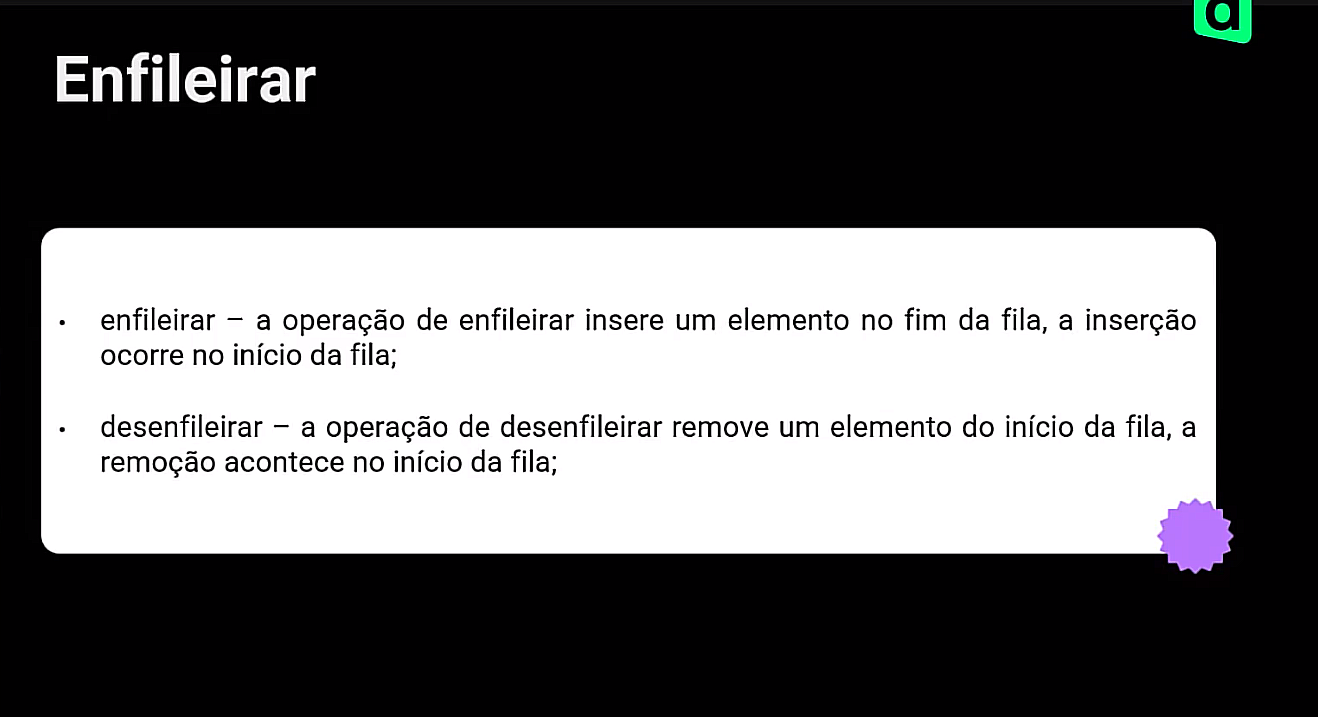 a
Enfileirar
• enfileirar – a operação de enfileirar insere um elemento no fim da fila, a inserção
ocorre no início da fila;
• desenfileirar – a operação de desenfileirar remove um elemento do início da fila, a
remoção acontece no início da fila;